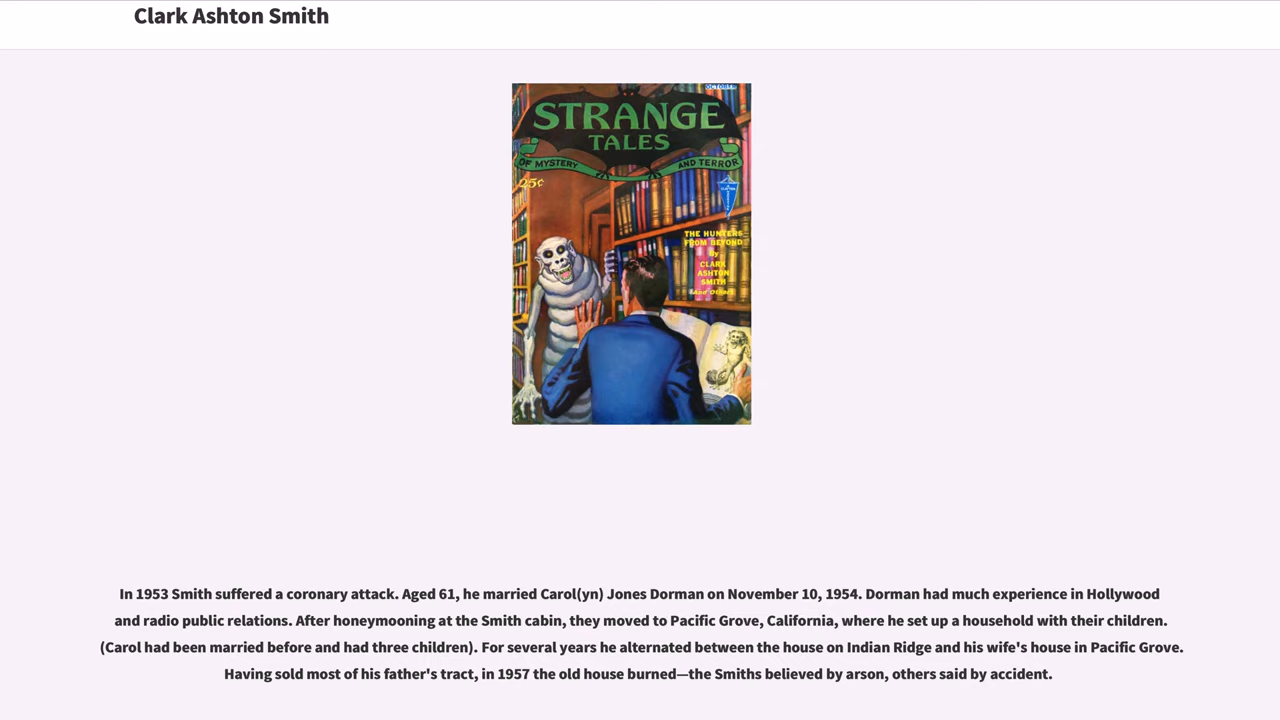 Clark Ashton Smith
OCTOBER
STRANGE
TALES
OF MYSTERY AND TERROR
25¢
THE HUNTERS
FROM BEYOND
By
CLARK
ASHTON
SMITH
(And Others)
In 1953 Smith suffered a coronary attack. Aged 61, he married Carol(yn) Jones Dorman on November 10, 1954. Dorman had much experience in Hollywood
and radio public relations. After honeymooning at the Smith cabin, they moved to Pacific Grove, California, where he set up a household with their children.
(Carol had been married before and had three children). For several years he alternated between the house on Indian Ridge and his wife's house in Pacific Grove.
Having sold most of his father's tract, in 1957 the old house burned—the Smiths believed by arson, others said by accident.